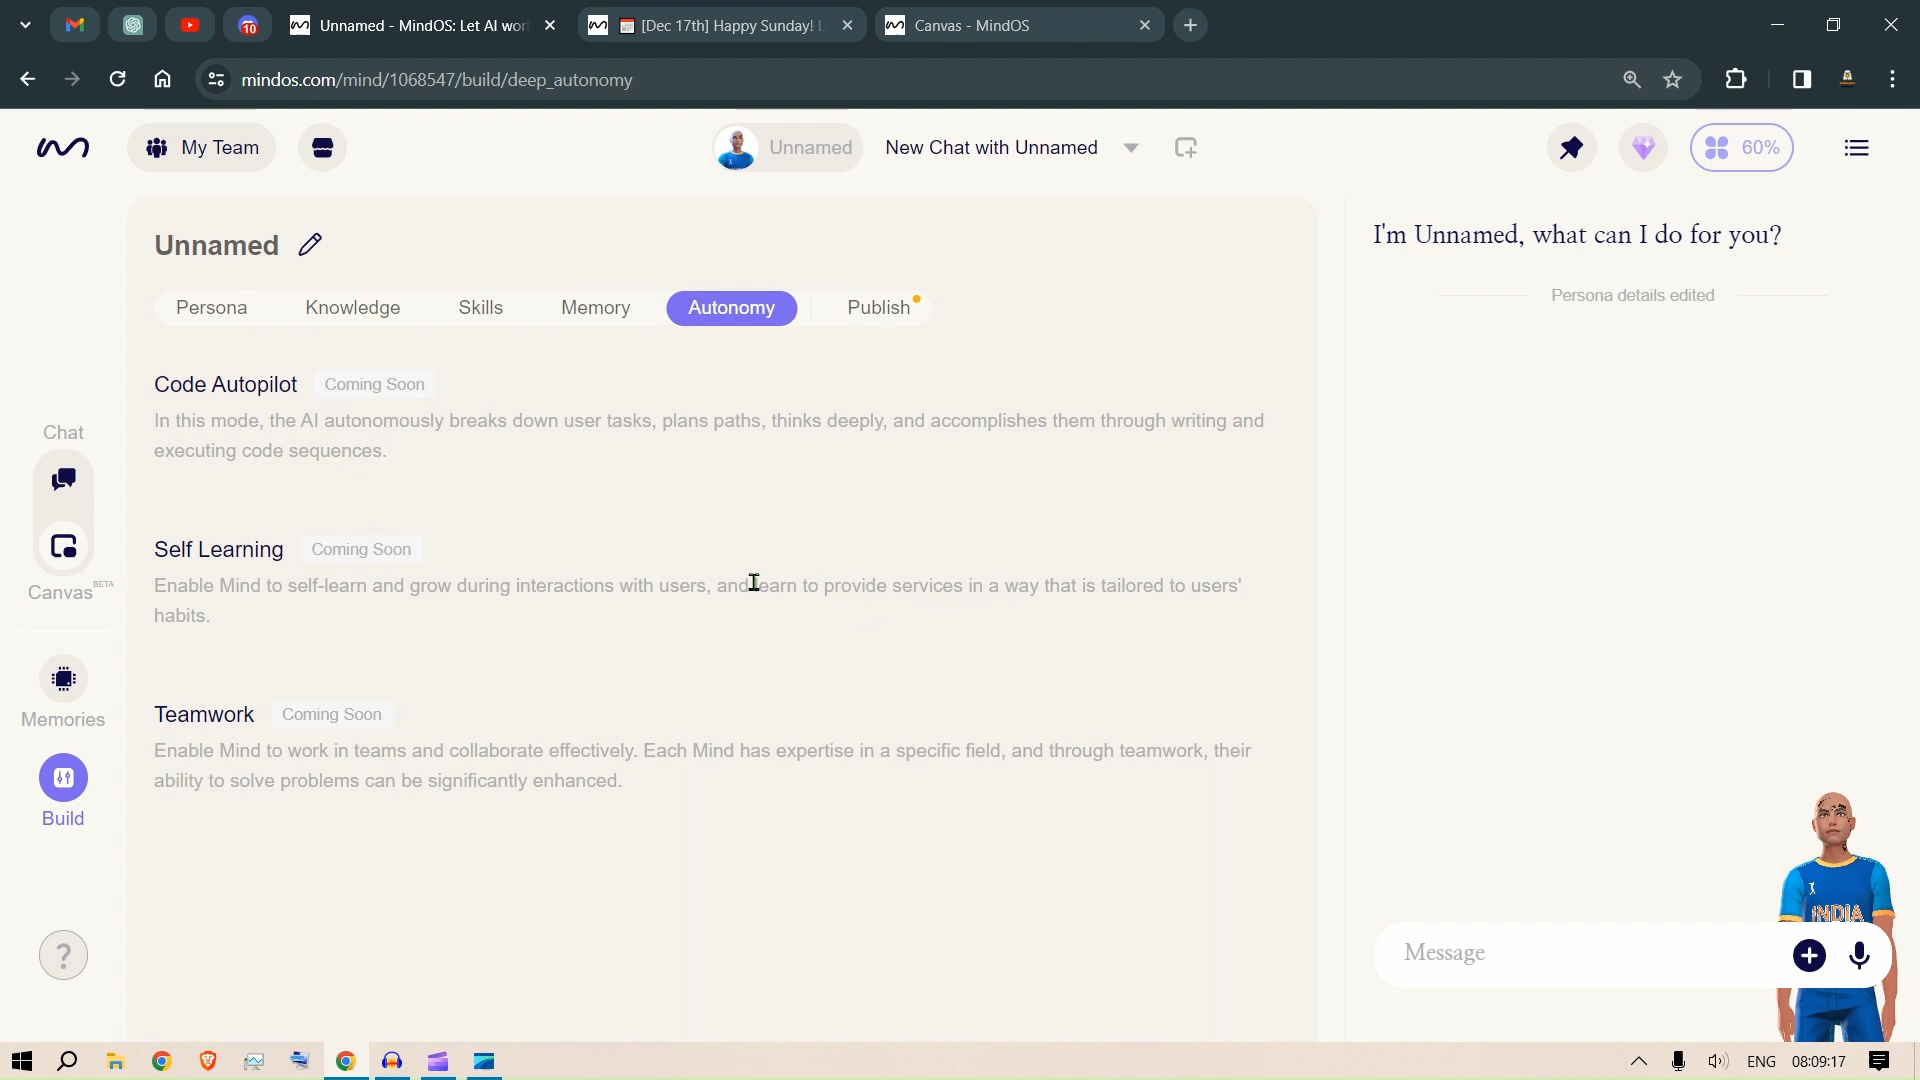 10
Unnamed - MindOS: Let AI wor
[Dec 17th] Happy Sunday! L
Canvas - MindOS
mindos.com/mind/1068547/build/deep_autonomy
My Team
Unnamed
New Chat with Unnamed
60%
Unnamed
Persona
Knowledge
Skills
Memory
Autonomy
Publish
I'm Unnamed, what can I do for you?
Persona details edited
Code Autopilot
Coming Soon
In this mode, the AI autonomously breaks down user tasks, plans paths, thinks deeply, and accomplishes them through writing and
executing code sequences.
Chat
Canvas BETA
Self Learning
Coming Soon
Enable Mind to self-learn and grow during interactions with users, and learn to provide services in a way that is tailored to users'
habits.
Memories
Build
Teamwork
Coming Soon
Enable Mind to work in teams and collaborate effectively. Each Mind has expertise in a specific field, and through teamwork, their
ability to solve problems can be significantly enhanced.
?
INDIA
Message
ENG
08:09:17